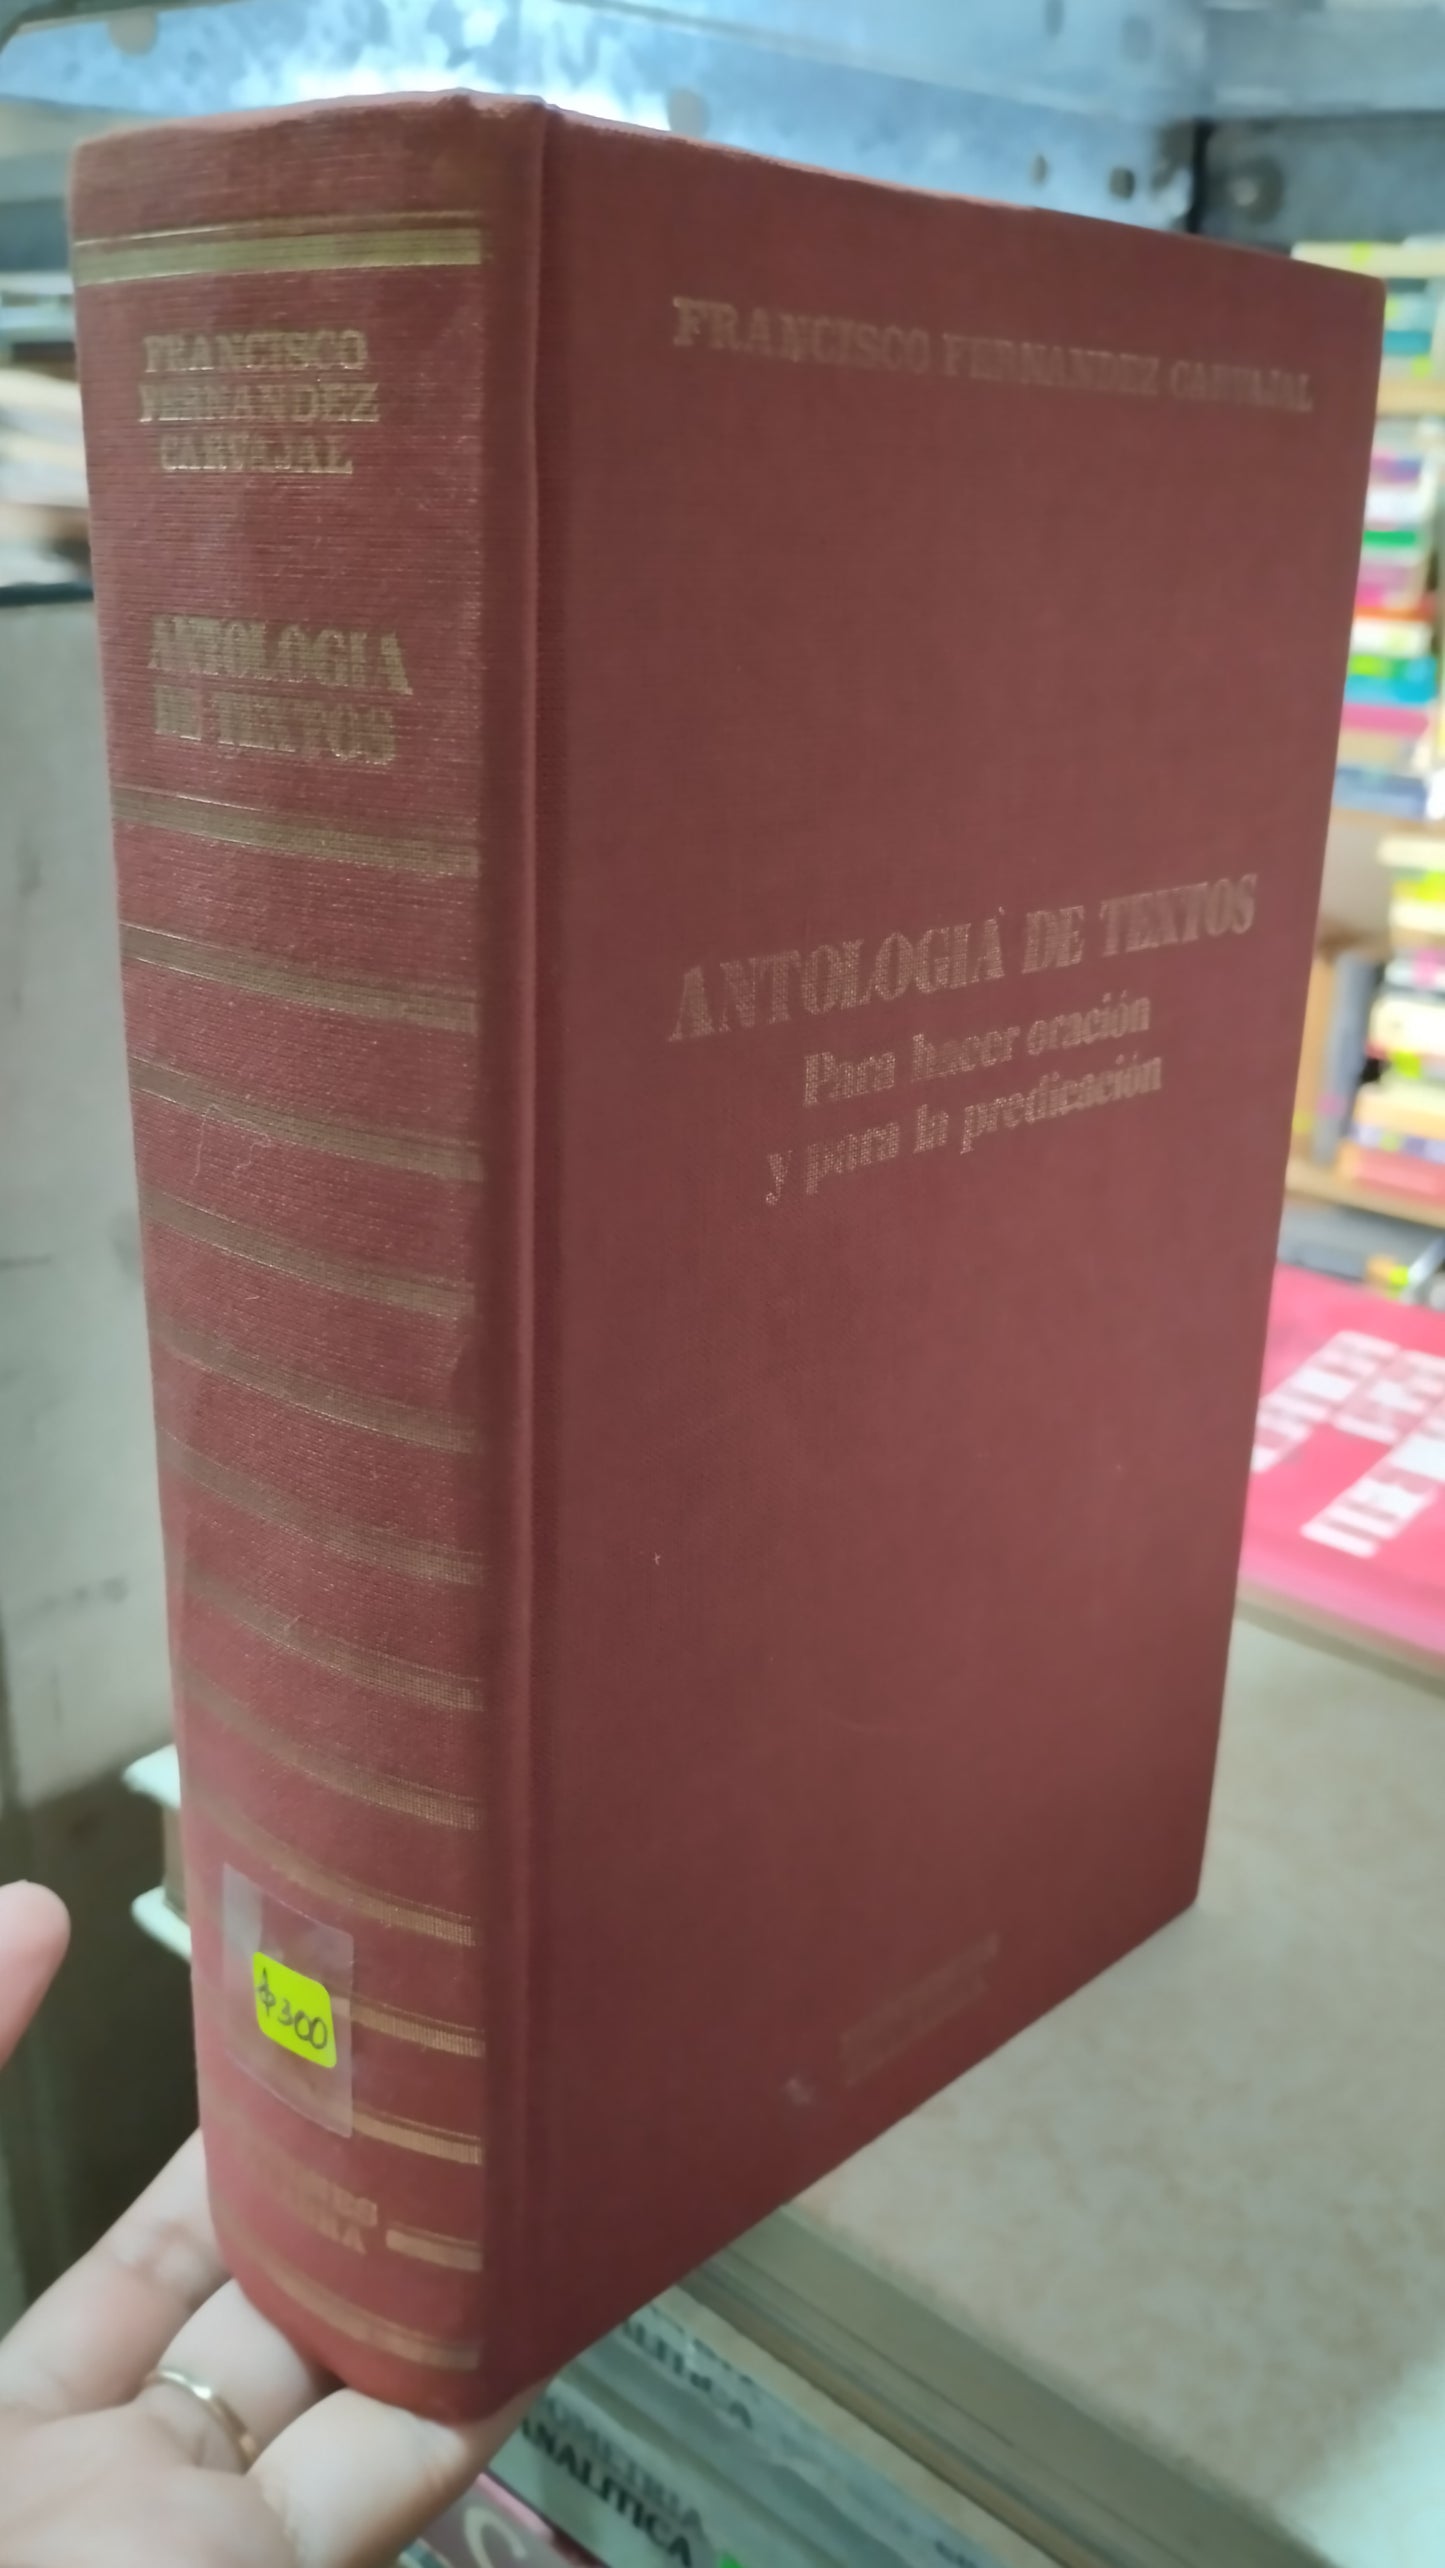 FRANCISCO
FERNANDEZ
CARVAJAL
ANTOLOGIA
DE TEXTOS
$300
FRANCISCO FERNANDEZ CARVAJAL
ANTOLOGIA DE TEXTOS
Para hacer oración
y para la predicación
ANALITICA